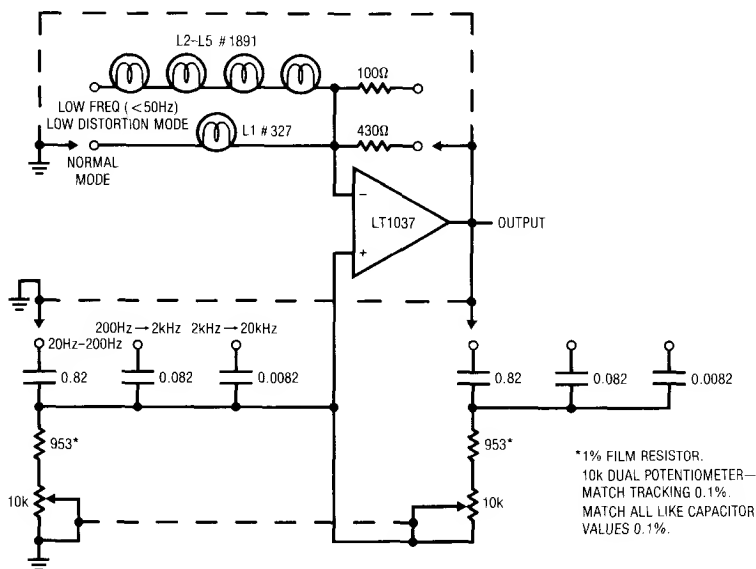 L2–L5 #1891
100Ω
LOW FREQ (<50Hz)
LOW DISTORTION MODE
L1 #327
430Ω
NORMAL
MODE
−
LT1037
OUTPUT
+
200Hz→2kHz 2kHz→20kHz
20Hz–200Hz
0.82
0.082
0.0082
0.82
0.082
0.0082
953*
953*
10k
10k
*1% FILM RESISTOR.
10k DUAL POTENTIOMETER—
MATCH TRACKING 0.1%.
MATCH ALL LIKE CAPACITOR
VALUES 0.1%.